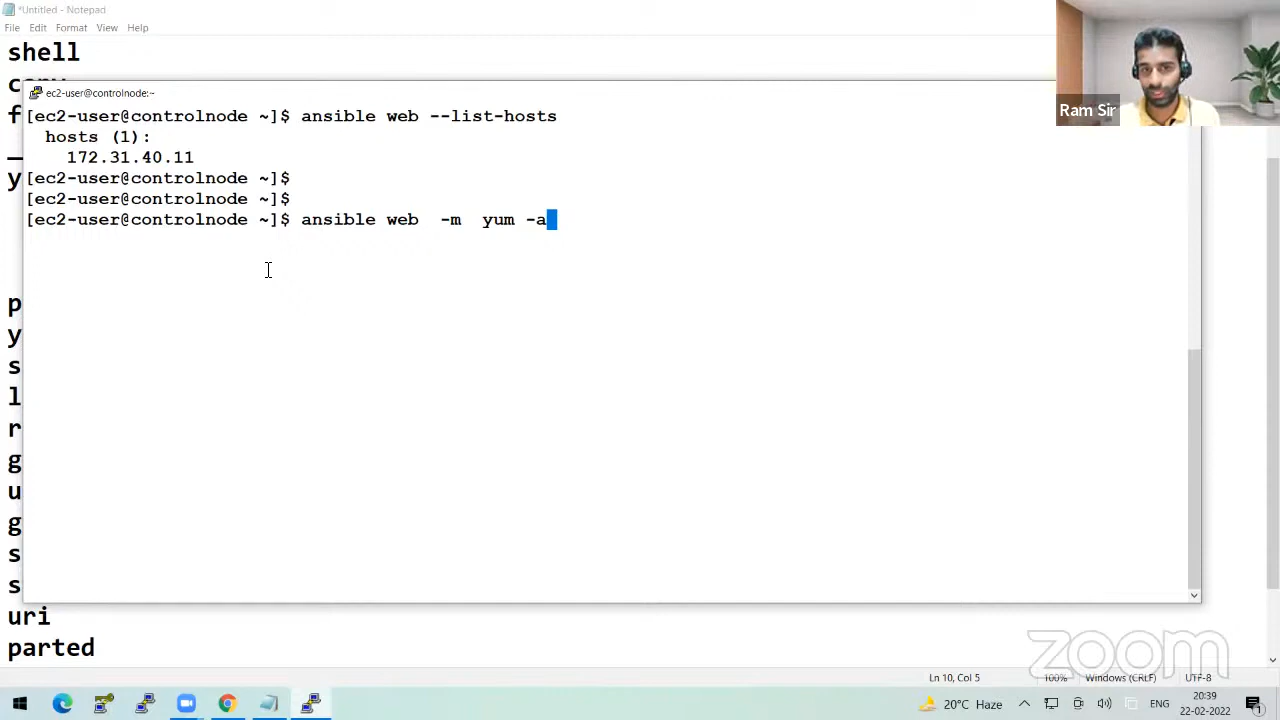 *Untitled - Notepad
File Edit Format View Help
shell
ec2-user@controlnode:~
[ec2-user@controlnode ~]$ ansible web --list-hosts
hosts (1):
172.31.40.11
[ec2-user@controlnode ~]$
[ec2-user@controlnode ~]$
[ec2-user@controlnode ~]$ ansible web -m yum -a
Ram Sir
f
y
p
y
s
l
r
g
u
g
s
s
uri
parted
zoom
Ln 10, Col 5 100% Windows (CRLF) UTF-8
20°C Haze ENG 20:39
22-02-2022
1